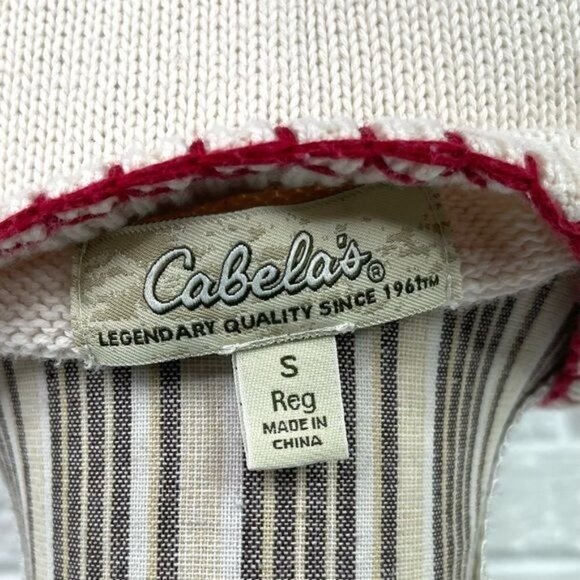 Cabela's®
LEGENDARY QUALITY SINCE 1961™
S
Reg
MADE IN
CHINA